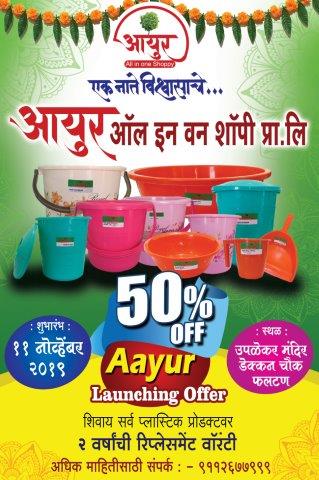 आयुर
All in one Shoppy
एक नाते विश्वासाचे...
आयुर ऑल इन वन शॉपी प्रा.लि
50% OFF
: शुभारंभ :
११ नोव्हेंबर
२०१९
: स्थळ :
उपळेकर मंदिर
डेक्कन चौक
फलटण
Aayur
Launching Offer
शिवाय सर्व प्लास्टिक प्रोडक्टवर
२ वर्षांची रिप्लेसमेंट वॉरंटी
अधिक माहितीसाठी संपर्क : - ९११२६७७९९९